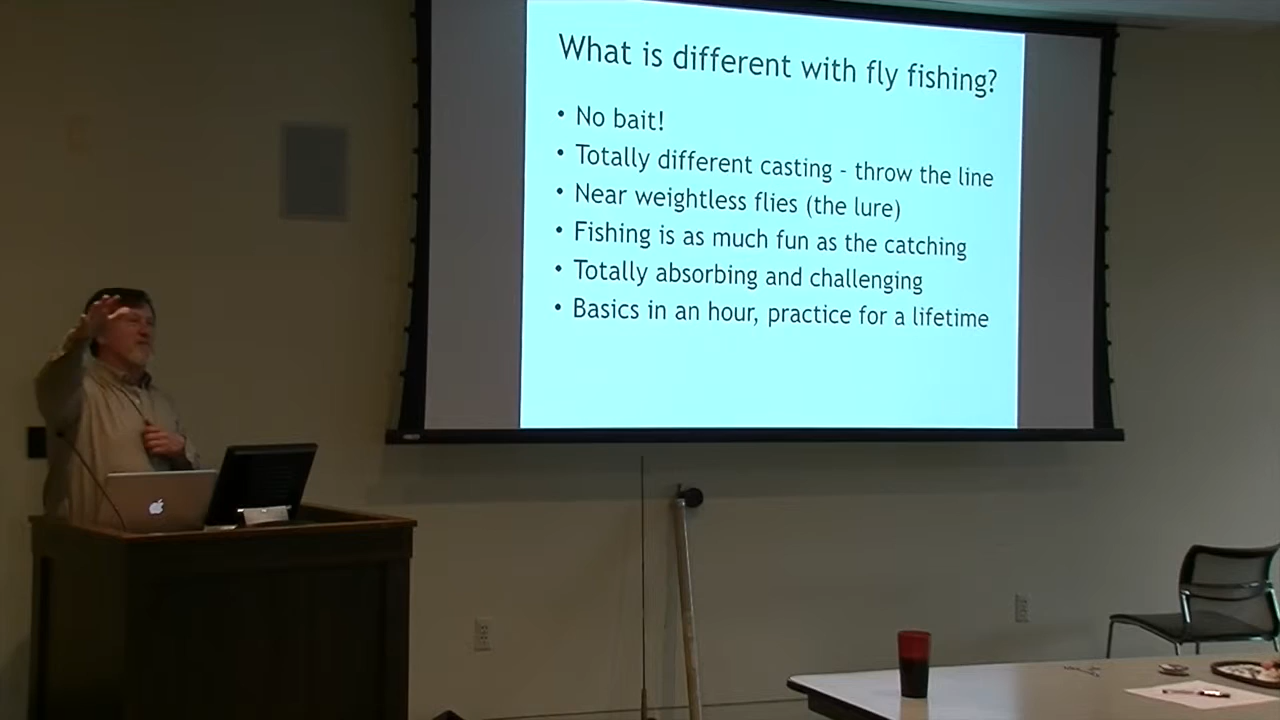 What is different with fly fishing?
• No bait!
• Totally different casting - throw the line
• Near weightless flies (the lure)
• Fishing is as much fun as the catching
• Totally absorbing and challenging
• Basics in an hour, practice for a lifetime